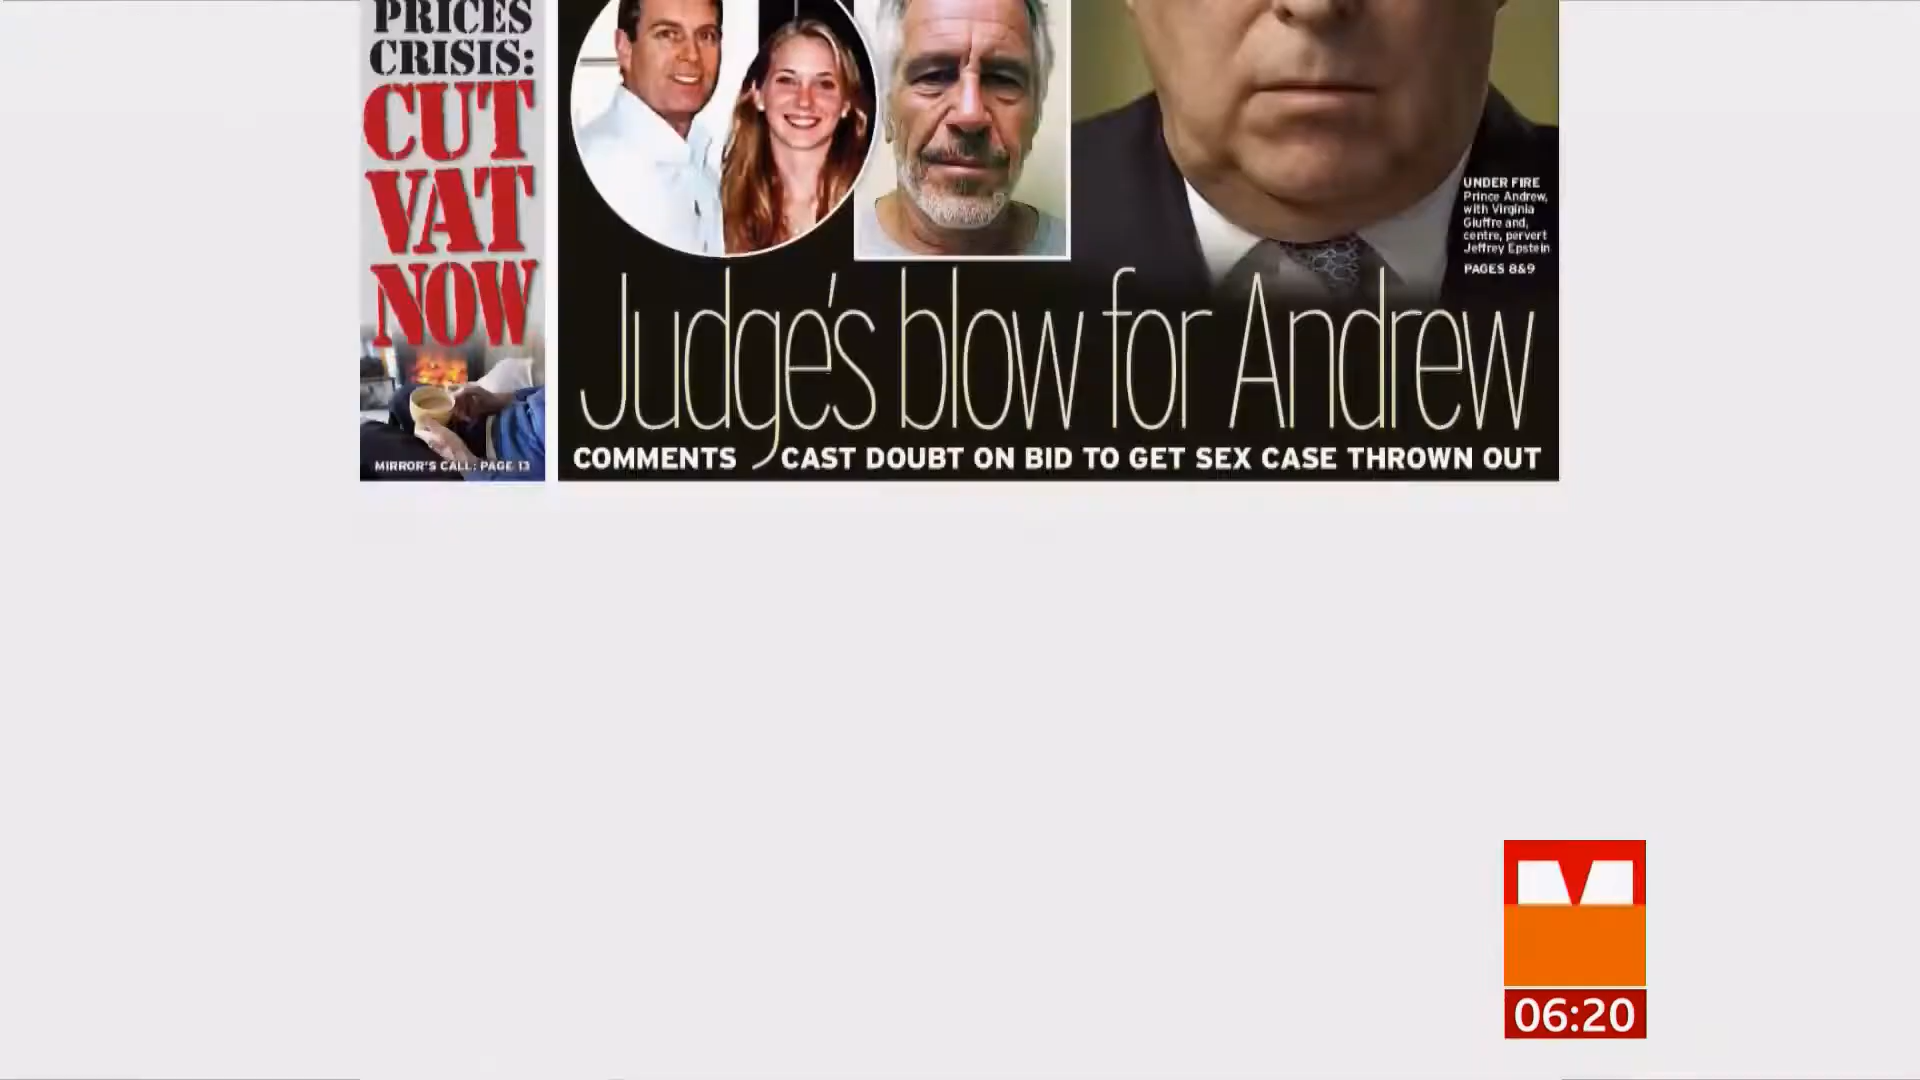 PRICES
CRISIS:
CUT
VAT
NOW
MIRROR'S CALL: PAGE 13
UNDER FIRE
Prince Andrew,
with Virginia
Giuffre and,
centre, pervert
Jeffrey Epstein
PAGES 8&9
Judge's blow for Andrew
COMMENTS CAST DOUBT ON BID TO GET SEX CASE THROWN OUT
06:20